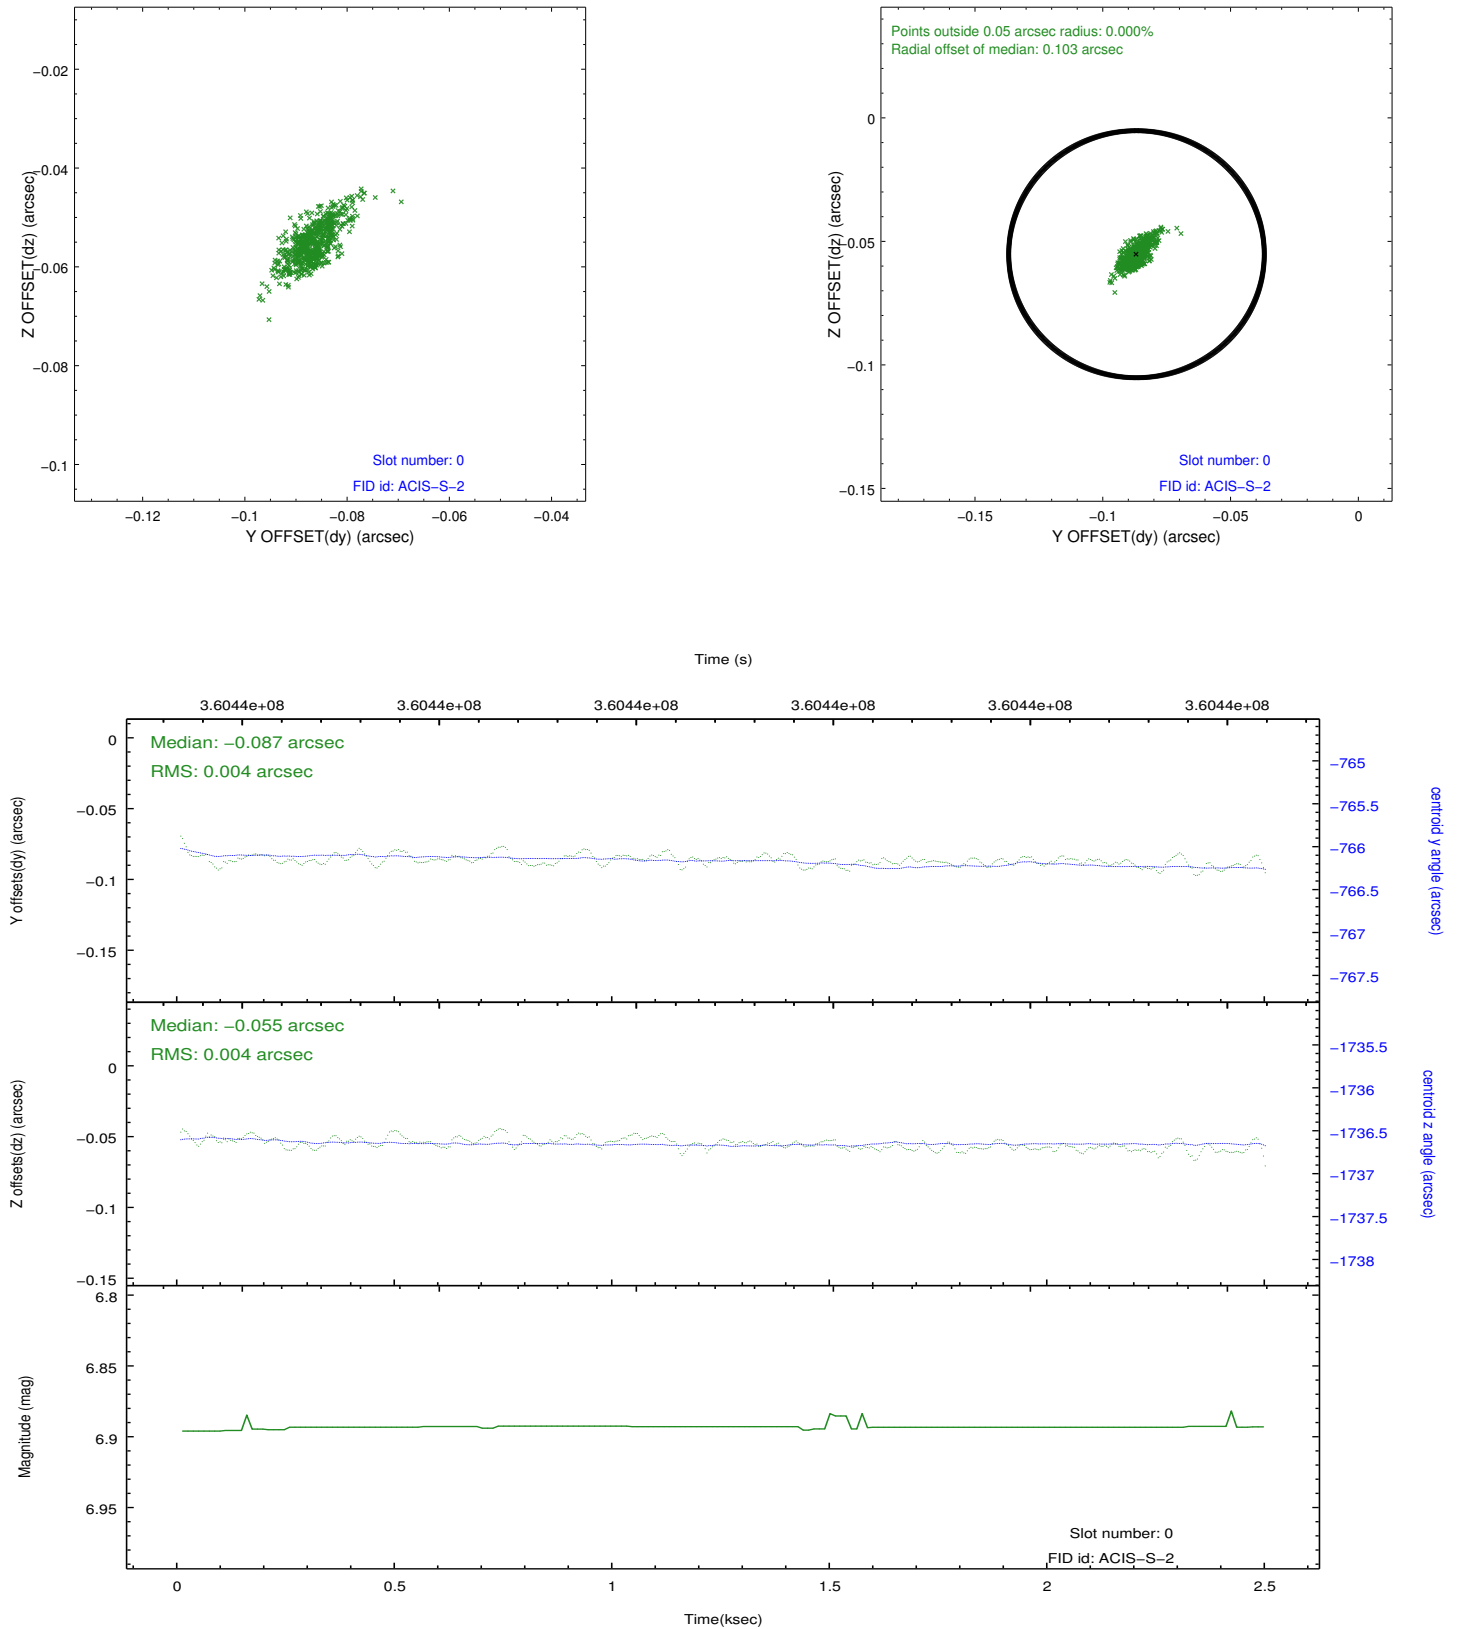 −0.02
−0.04
−0.06
−0.08
−0.1
Z OFFSET(dz) (arcsec)
Slot number: 0
FID id: ACIS−S−2
−0.12
−0.1
−0.08
−0.06
−0.04
Y OFFSET(dy) (arcsec)
Points outside 0.05 arcsec radius: 0.000%
Radial offset of median: 0.103 arcsec
0
−0.05
−0.1
−0.15
Z OFFSET(dz) (arcsec)
Slot number: 0
FID id: ACIS−S−2
−0.15
−0.1
−0.05
0
Y OFFSET(dy) (arcsec)
Time (s)
3.6044e+08
3.6044e+08
3.6044e+08
3.6044e+08
3.6044e+08
3.6044e+08
Median: −0.087 arcsec
RMS: 0.004 arcsec
0
−0.05
−0.1
−0.15
Y offsets(dy) (arcsec)
−765
−765.5
−766
−766.5
−767
−767.5
centroid y angle (arcsec)
Median: −0.055 arcsec
RMS: 0.004 arcsec
0
−0.05
−0.1
−0.15
Z offsets(dz) (arcsec)
−1735.5
−1736
−1736.5
−1737
−1737.5
−1738
centroid z angle (arcsec)
6.8
6.85
6.9
6.95
Magnitude (mag)
Slot number: 0
FID id: ACIS−S−2
0
0.5
1
1.5
2
2.5
Time(ksec)